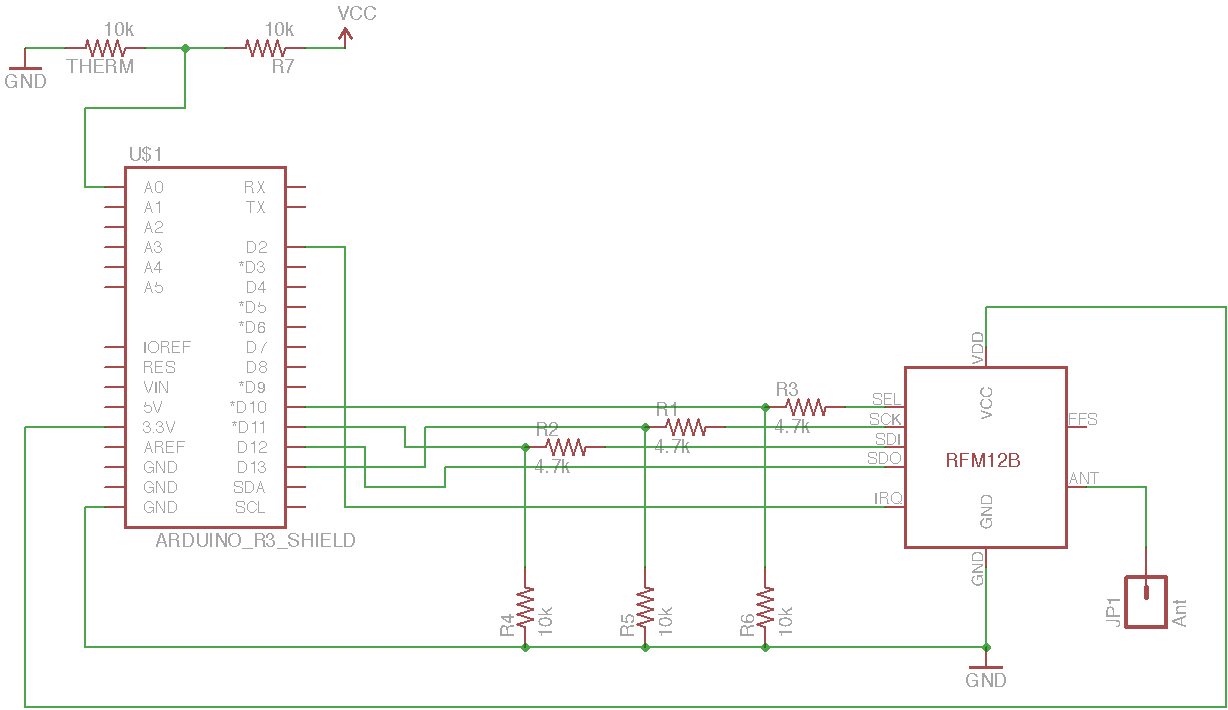 VCC
10k
10k
THERM
R7
GND
U$1
A0
RX
A1
TX
A2
A3
D2
A4
*D3
A5
D4
*D5
*D6
IOREF
D7
RES
D8
VIN
*D9
5V
*D10
3.3V
*D11
AREF
D12
GND
D13
GND
SDA
GND
SCL
ARDUINO_R3_SHIELD
R3
4.7k
R1
4.7k
R2
4.7k
VDD
VCC
SEL
SCK
SDI
SDO
IRQ
FFS
RFM12B
ANT
GND
GND
R4
10k
R5
10k
R6
10k
JP1
Ant
GND